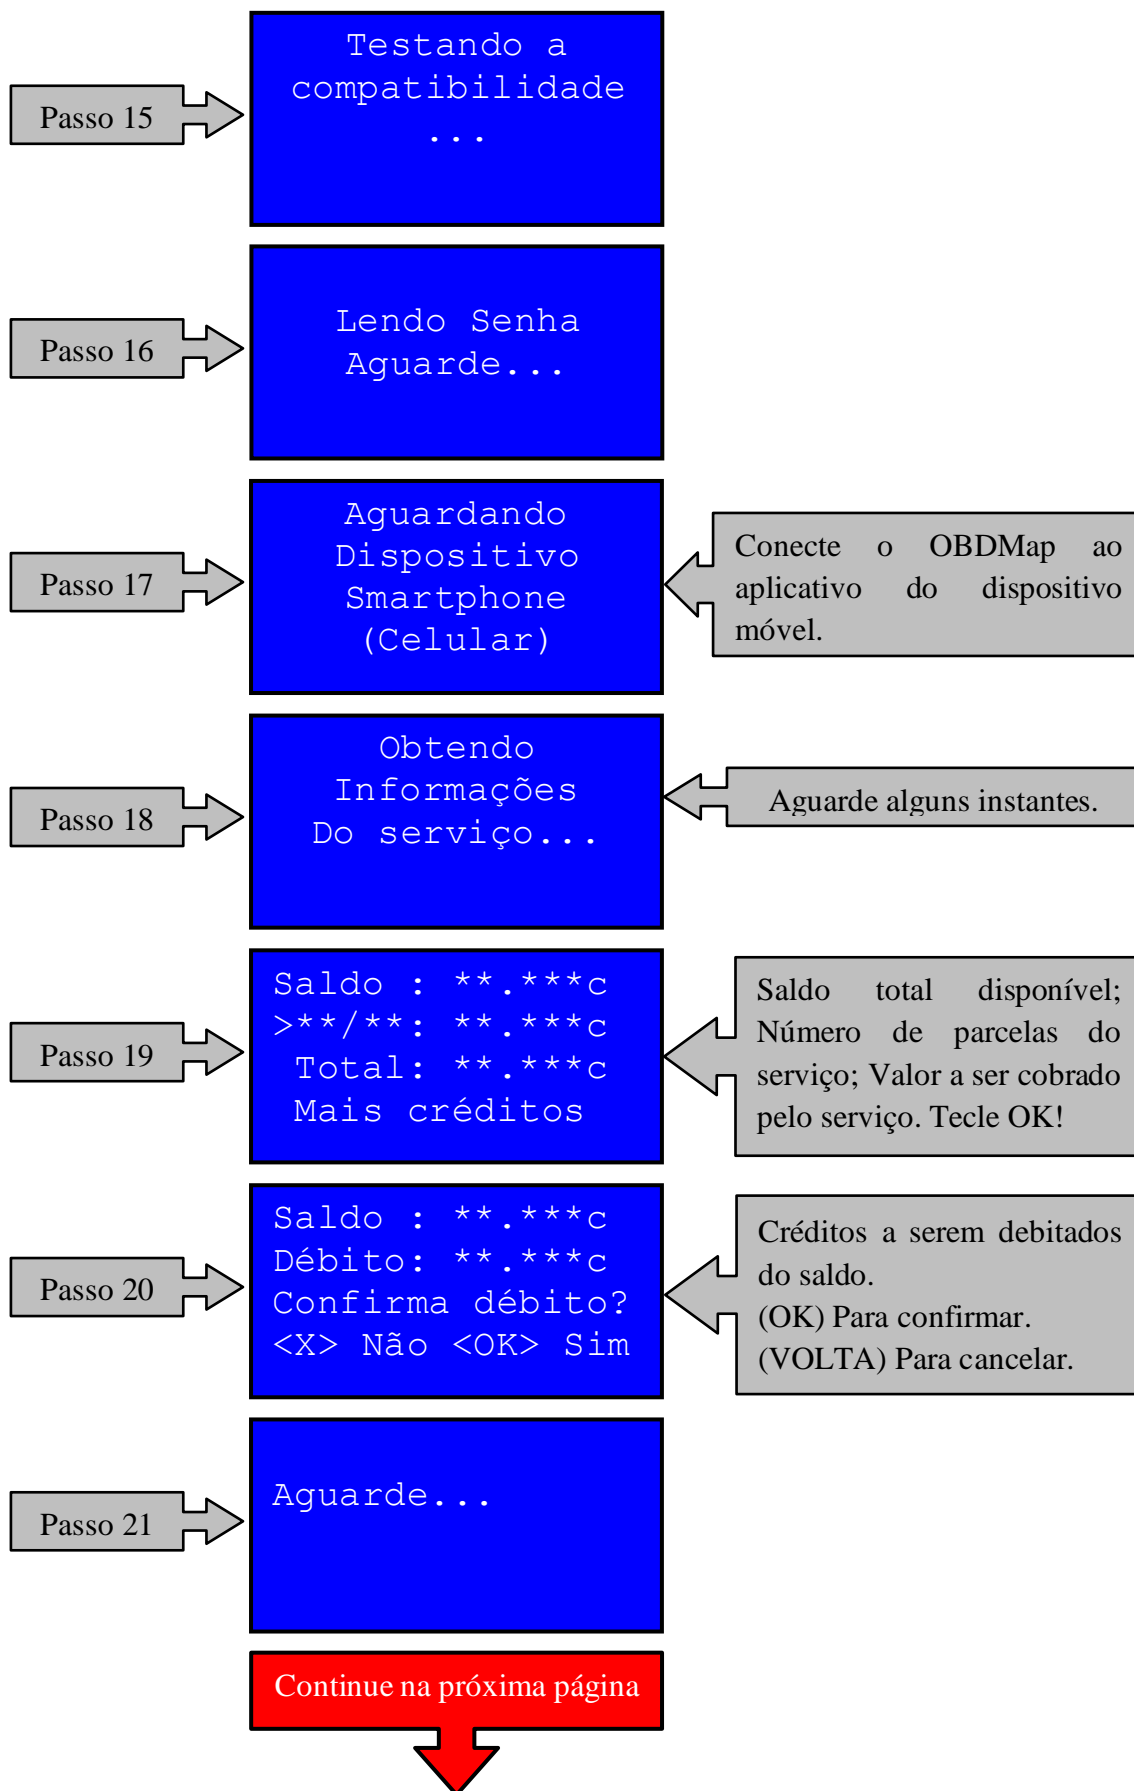 Passo 15
Testando a
compatibilidade
...
Passo 16
Lendo Senha
Aguarde...
Passo 17
Aguardando
Dispositivo
Smartphone
(Celular)
Conecte o OBDMap ao
aplicativo do dispositivo
móvel.
Passo 18
Obtendo
Informações
Do serviço...
Aguarde alguns instantes.
Passo 19
Saldo : **.***c
>**/**: **.***c
Total: **.***c
Mais créditos
Saldo total disponível;
Número de parcelas do
serviço; Valor a ser cobrado
pelo serviço. Tecle OK!
Passo 20
Saldo : **.***c
Débito: **.***c
Confirma débito?
<X> Não <OK> Sim
Créditos a serem debitados
do saldo.
(OK) Para confirmar.
(VOLTA) Para cancelar.
Passo 21
Aguarde...
Continue na próxima página